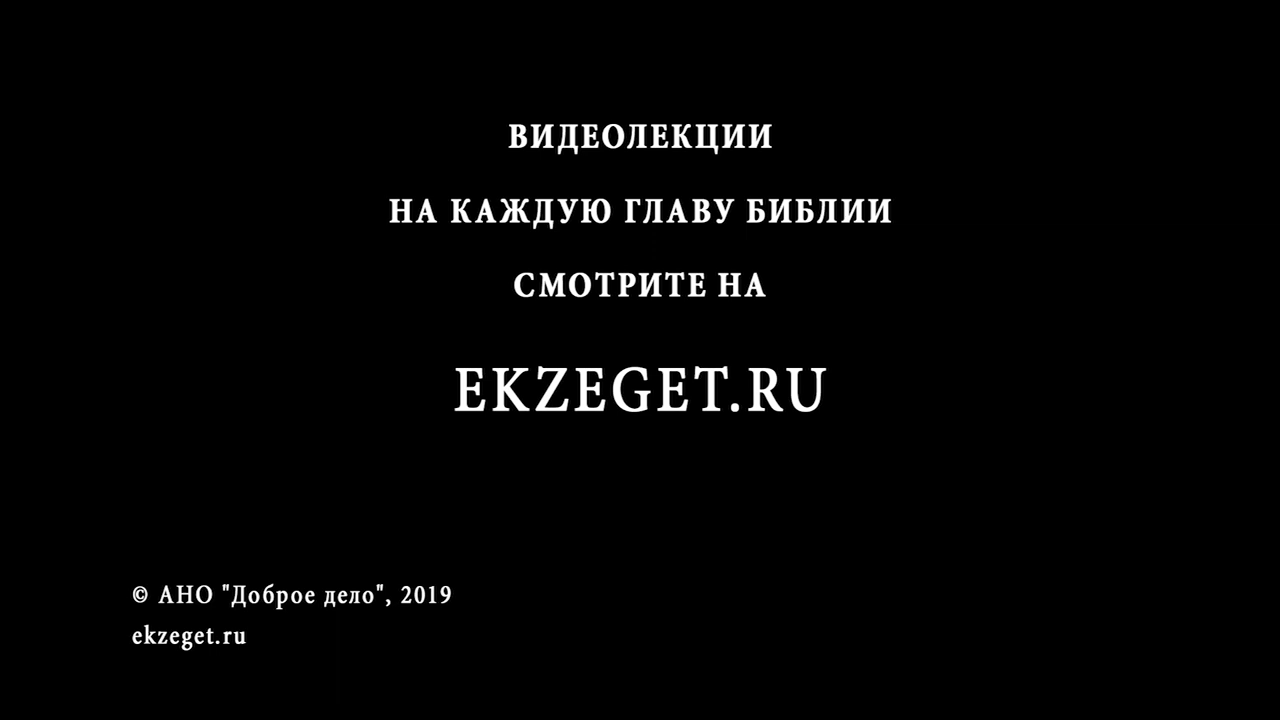 ВИДЕОЛЕКЦИИ
НА КАЖДУЮ ГЛАВУ БИБЛИИ
СМОТРИТЕ НА
EKZEGET.RU
© АНО "Доброе дело", 2019
ekzeget.ru